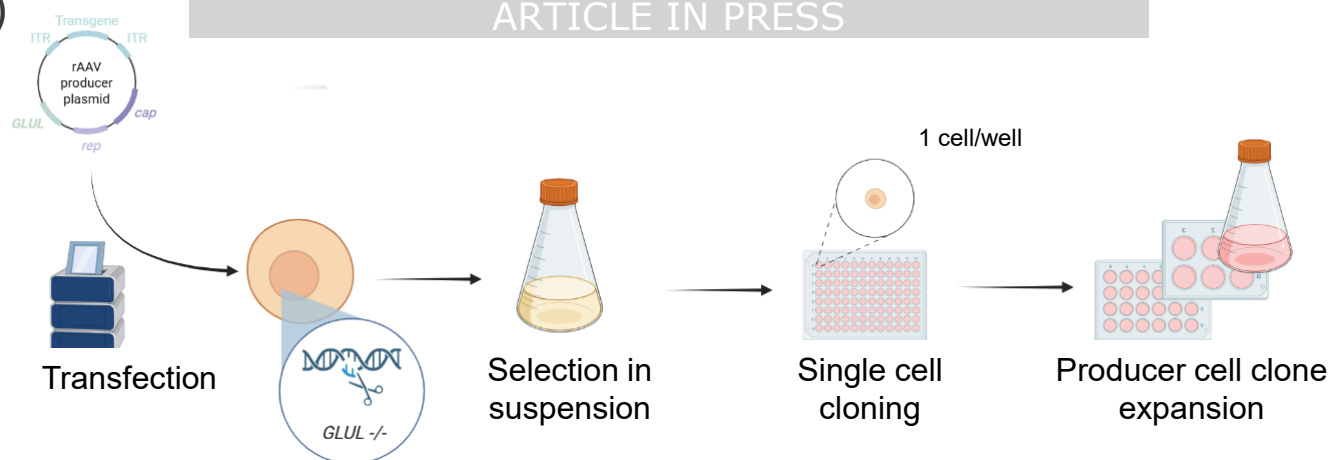 )
ARTICLE IN PRESS
Transgene
ITR
ITR
rAAV
producer
plasmid
GLUL
cap
rep
1 cell/well
Transfection
GLUL -/-
Selection in
suspension
Single cell
cloning
Producer cell clone
expansion